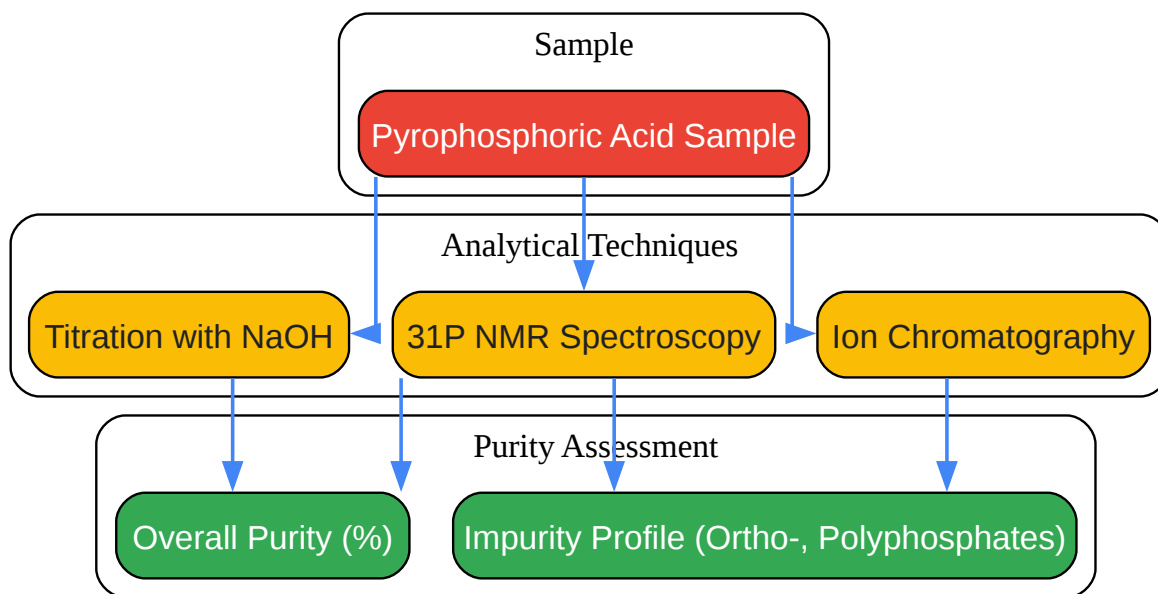 Sample
Pyrophosphoric Acid Sample
Analytical Techniques
Titration with NaOH
31P NMR Spectroscopy
Ion Chromatography
Purity Assessment
Overall Purity (%)
Impurity Profile (Ortho-, Polyphosphates)